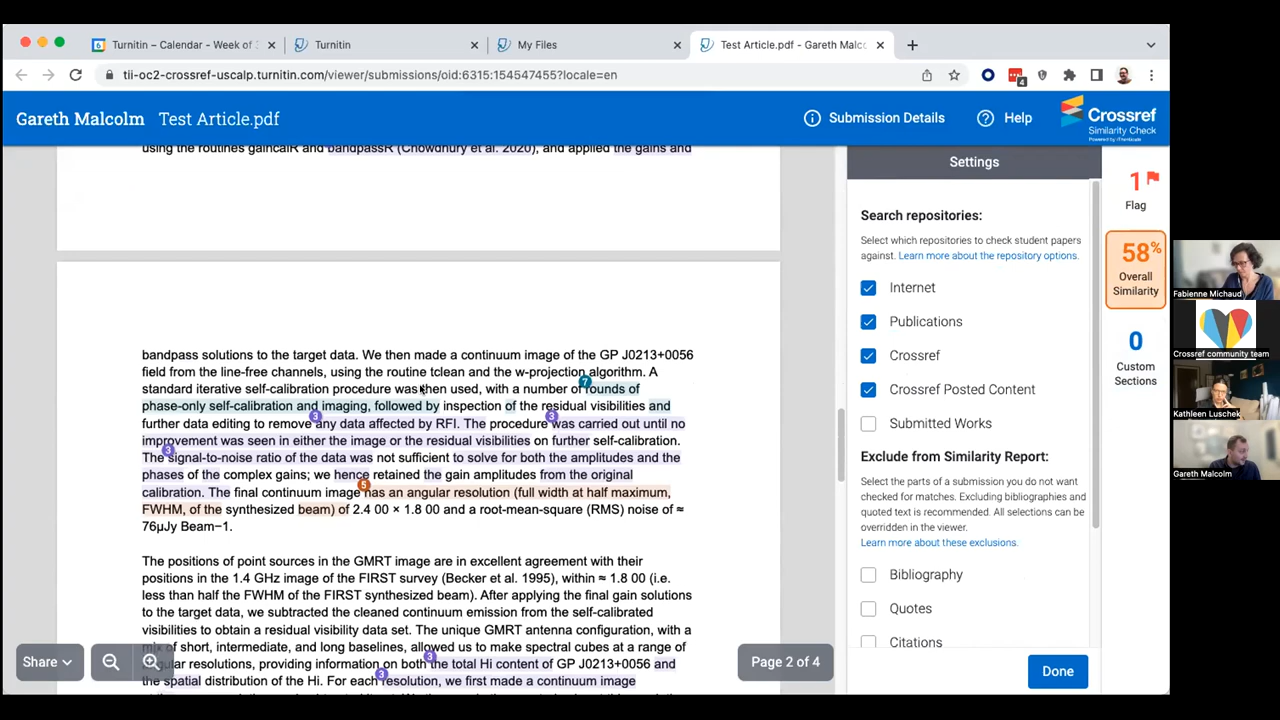 Turnitin – Calendar - Week of
Turnitin
My Files
Test Article.pdf - Gareth Malc
tii-oc2-crossref-uscalp.turnitin.com/viewer/submissions/oid:6315:154547455?locale=en
4
Gareth Malcolm Test Article.pdf
Submission Details
Help
Crossref
Similarity Check
Powered by iThenticate
using the routines gaincalR and bandpassR (Chowdhury et al. 2020), and applied the gains and
bandpass solutions to the target data. We then made a continuum image of the GP J0213+0056
field from the line-free channels, using the routine tclean and the w-projection algorithm. A
standard iterative self-calibration procedure was then used, with a number of rounds of
7
phase-only self-calibration and imaging, followed by inspection of the residual visibilities and
3
3
further data editing to remove any data affected by RFI. The procedure was carried out until no
improvement was seen in either the image or the residual visibilities on further self-calibration.
3
The signal-to-noise ratio of the data was not sufficient to solve for both the amplitudes and the
phases of the complex gains; we hence retained the gain amplitudes from the original
5
calibration. The final continuum image has an angular resolution (full width at half maximum,
FWHM, of the synthesized beam) of 2.4 00 × 1.8 00 and a root-mean-square (RMS) noise of ≈
76μJy Beam−1.
The positions of point sources in the GMRT image are in excellent agreement with their
positions in the 1.4 GHz image of the FIRST survey (Becker et al. 1995), within ≈ 1.8 00 (i.e.
less than half the FWHM of the FIRST synthesized beam). After applying the final gain solutions
to the target data, we subtracted the cleaned continuum emission from the self-calibrated
visibilities to obtain a residual visibility data set. The unique GMRT antenna configuration, with a
mix of short, intermediate, and long baselines, allowed us to make spectral cubes at a range of
angular resolutions, providing information on both the total Hi content of GP J0213+0056 and
3
3
the spatial distribution of the Hi. For each resolution, we first made a continuum image
Share
Page 2 of 4
Settings
Search repositories:
Select which repositories to check student papers
against. Learn more about the repository options.
Internet
Publications
Crossref
Crossref Posted Content
Submitted Works
Exclude from Similarity Report:
Select the parts of a submission you do not want
checked for matches. Excluding bibliographies and
quoted text is recommended. All selections can be
overridden in the viewer.
Learn more about these exclusions.
Bibliography
Quotes
Citations
Done
1
Flag
58%
Overall
Similarity
0
Custom
Sections
Fabienne Michaud
Crossref community team
Kathleen Luschek
Gareth Malcolm